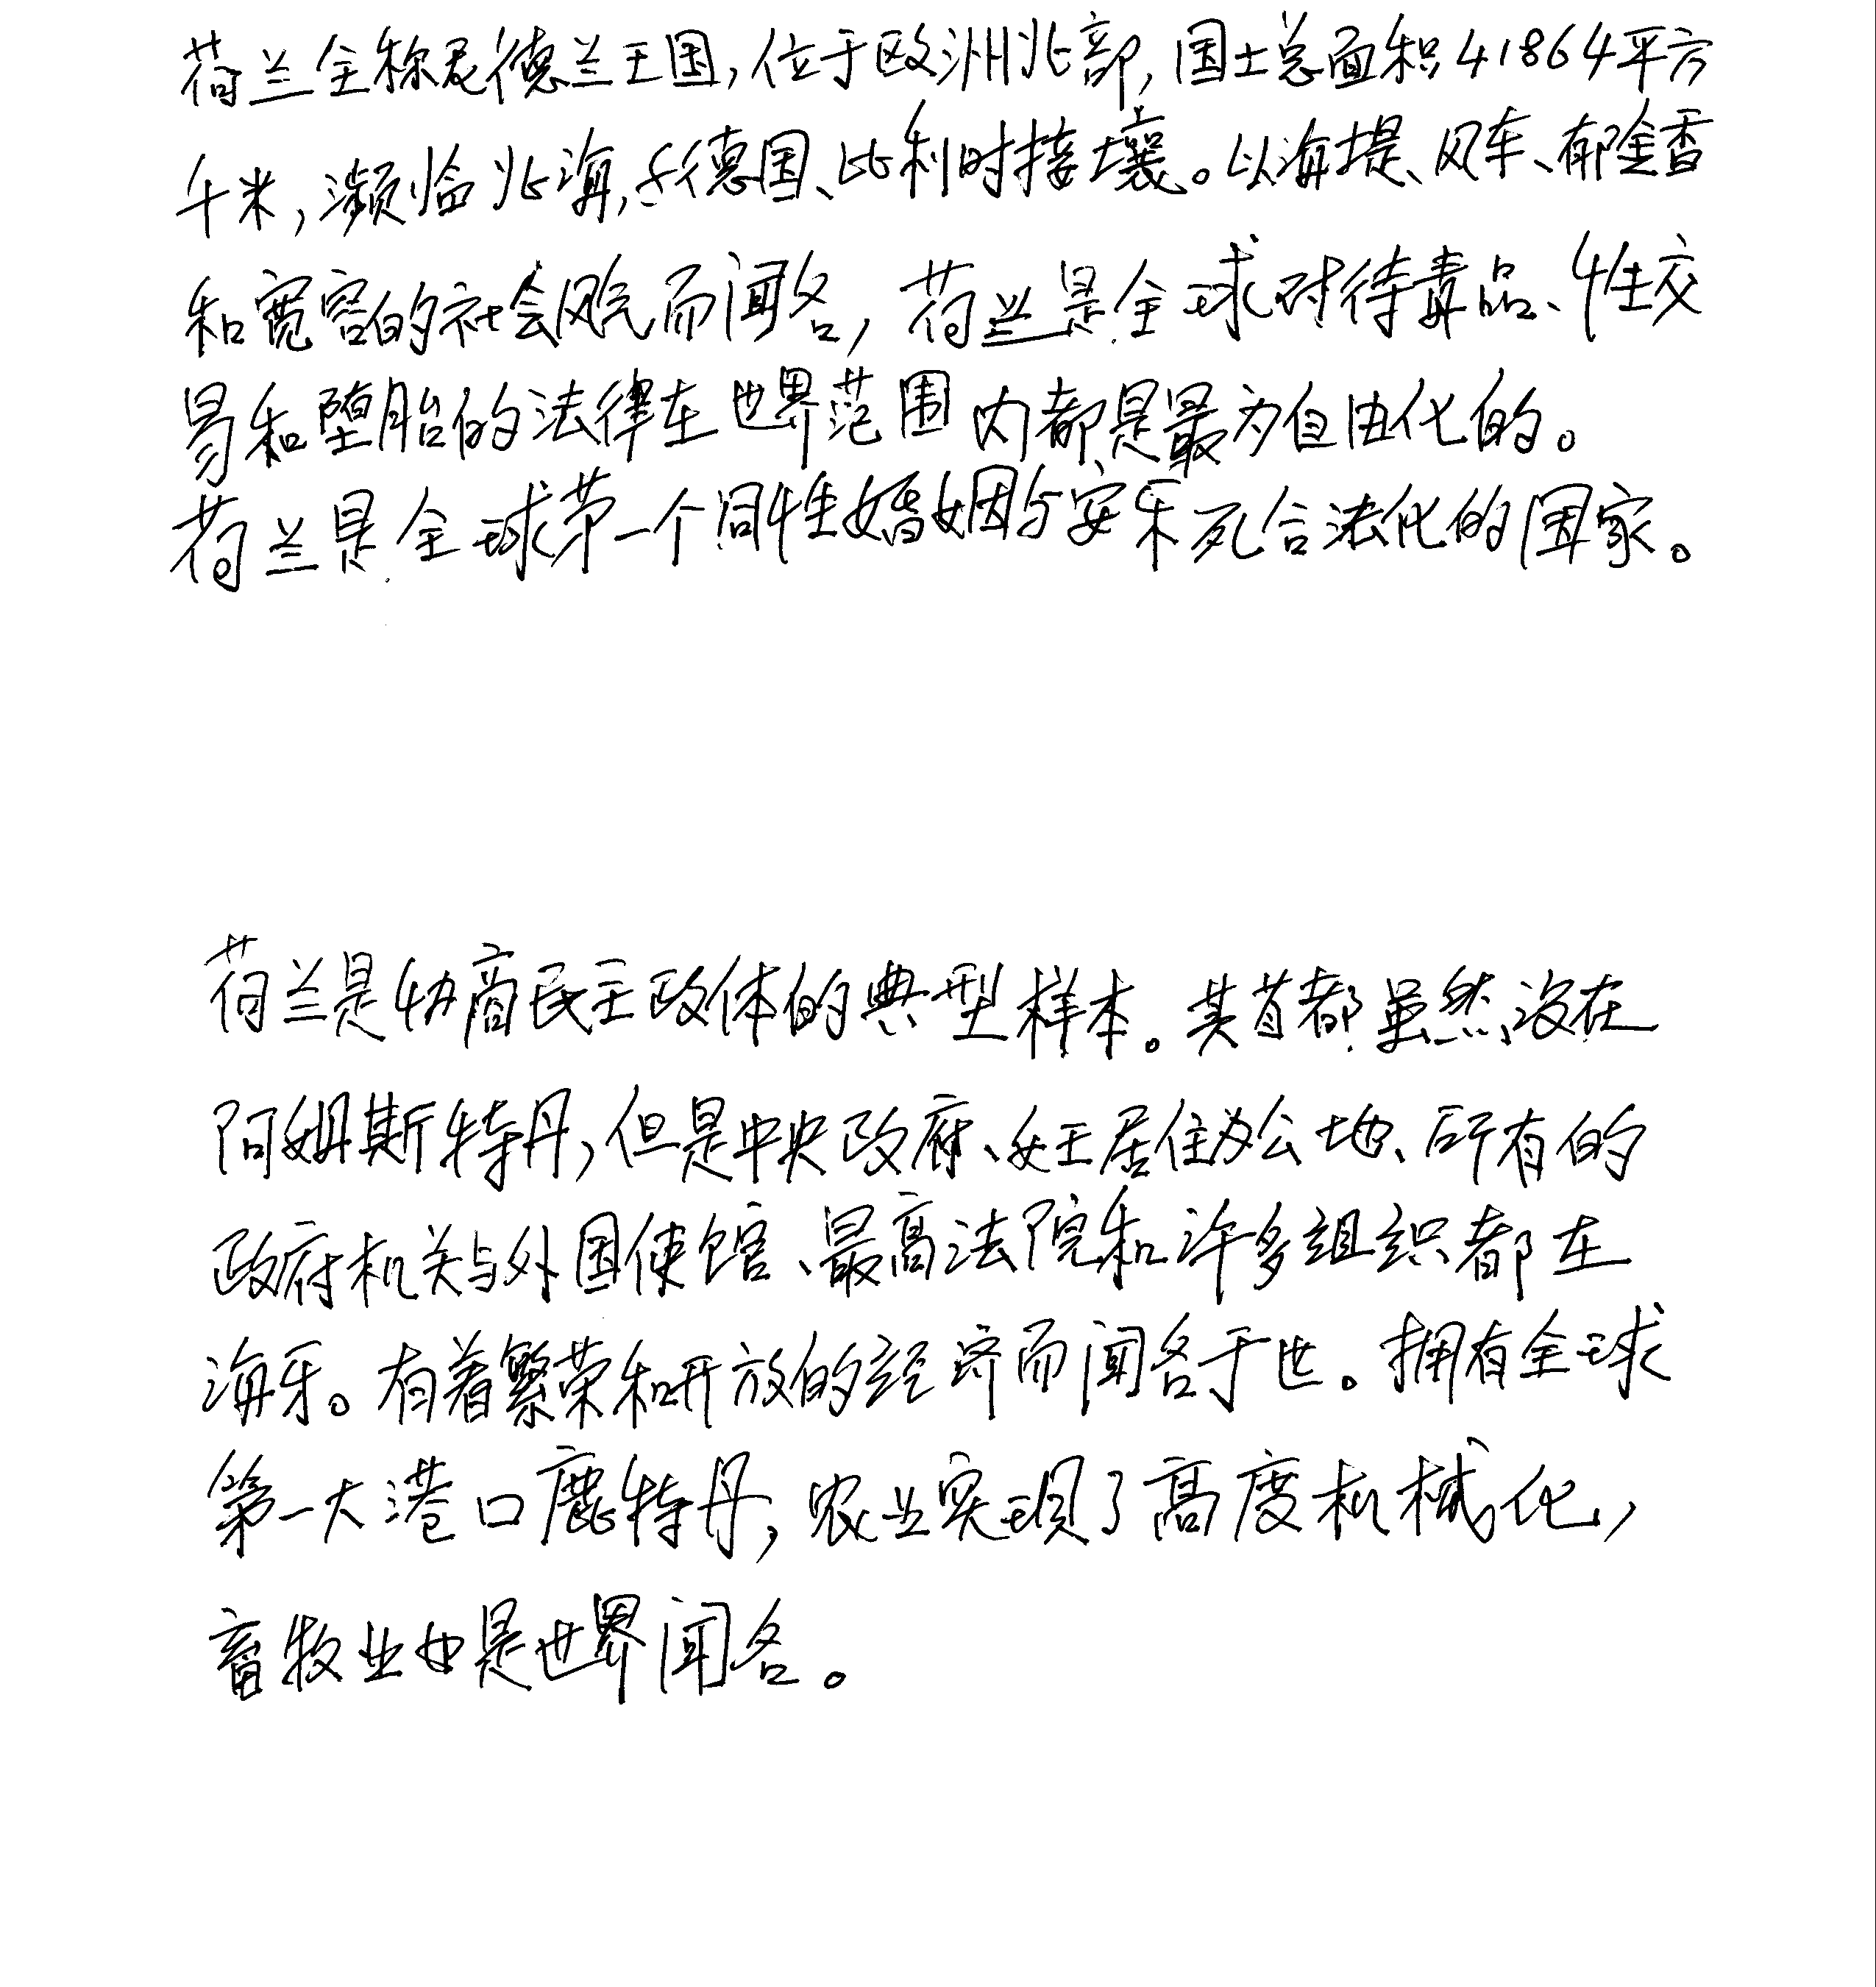 荷兰全称尼德兰王国,位于欧洲北部,国土总面积41864平方
千米,濒临北海,与德国、比利时接壤。以海堤、风车、郁金香
和宽容的社会风气而闻名,荷兰是全球对待毒品、性交
易和堕胎的法律在世界范围内都是最为自由化的。
荷兰是全球第一个同性婚姻与安乐死合法化的国家。
荷兰是协商民主政体的典型样本。其首都虽然设在
阿姆斯特丹,但是中央政府、女王居住办公地、所有的
政府机关与外国使馆、最高法院和许多组织都在
海牙。有着繁荣和开放的经济而闻名于世。拥有全球
第一大港口鹿特丹,农业实现了高度机械化,
畜牧业也是世界闻名。